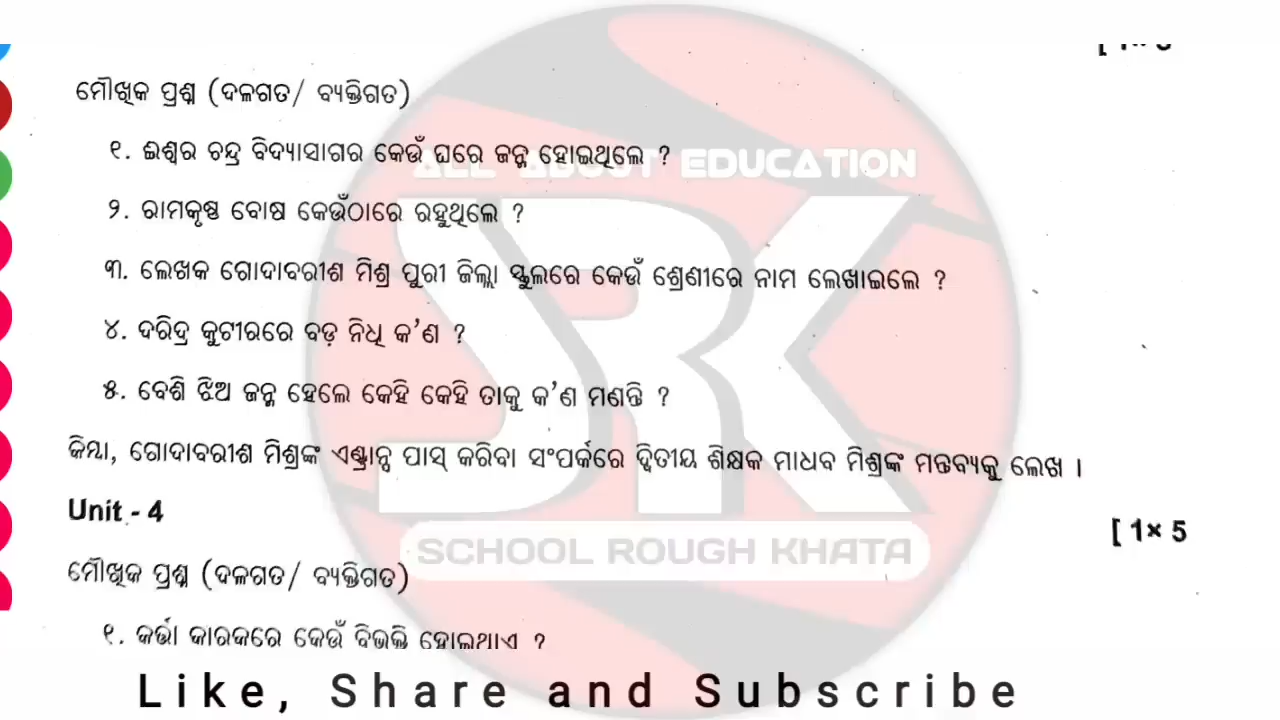 ମୌଖିକ ପ୍ରଶ୍ନ (ଦଳଗତ/ ବ୍ୟକ୍ତିଗତ)
୧. ଈଶ୍ୱର ଚନ୍ଦ୍ର ବିଦ୍ୟାସାଗର କେଉଁ ଘରେ ଜନ୍ମ ହୋଇଥିଲେ ?
ALL ABOUT EDUCATION
୨. ରାମକୃଷ୍ଣ ବୋଷ କେଉଁଠାରେ ରହୁଥିଲେ ?
SRK
୩. ଲେଖକ ଗୋଦାବରୀଶ ମିଶ୍ର ପୁରୀ ଜିଲ୍ଲା ସ୍କୁଲରେ କେଉଁ ଶ୍ରେଣୀରେ ନାମ ଲେଖାଇଲେ ?
୪. ଦରିଦ୍ର କୁଟୀରରେ ବଡ଼ ନିଧି କ'ଣ ?
୫. ବେଶି ଝିଅ ଜନ୍ମ ହେଲେ କେହି କେହି ତାକୁ କ'ଣ ମଣନ୍ତି ?
କିମ୍ବା, ଗୋଦାବରୀଶ ମିଶ୍ରଙ୍କ ଏଣ୍ଟ୍ରାନ୍ସ ପାସ୍ କରିବା ସଂପର୍କରେ ଦ୍ୱିତୀୟ ଶିକ୍ଷକ ମାଧବ ମିଶ୍ରଙ୍କ ମନ୍ତବ୍ୟକୁ ଲେଖ ।
Unit - 4
[ 1× 5
SCHOOL ROUGH KHATA
ମୌଖିକ ପ୍ରଶ୍ନ (ଦଳଗତ/ ବ୍ୟକ୍ତିଗତ)
୧. କର୍ତ୍ତା କାରକରେ କେଉଁ ବିଭକ୍ତି ହୋଇଥାଏ ?
Like, Share and Subscribe